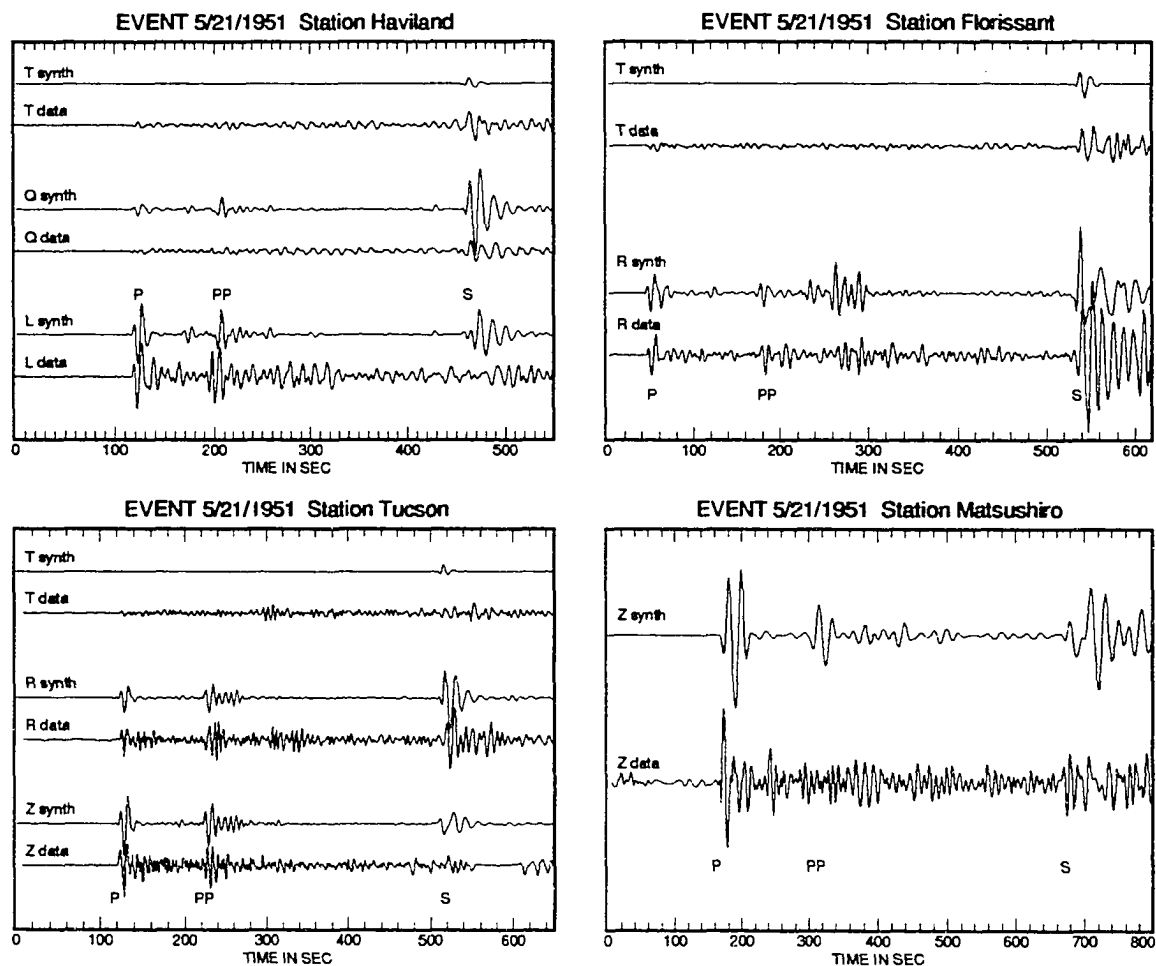 EVENT 5/21/1951 Station Haviland
T synth
T data
Q synth
Q data
P PP S
L synth
L data
0 100 200 300 400 500
TIME IN SEC
EVENT 5/21/1951 Station Florissant
T synth
T data
R synth
R data
P PP S
0 100 200 300 400 500 600
TIME IN SEC
EVENT 5/21/1951 Station Tucson
T synth
T data
R synth
R data
Z synth
Z data
P PP S
0 100 200 300 400 500 600
TIME IN SEC
EVENT 5/21/1951 Station Matsushiro
Z synth
Z data
P PP S
0 100 200 300 400 500 600 700 800
TIME IN SEC